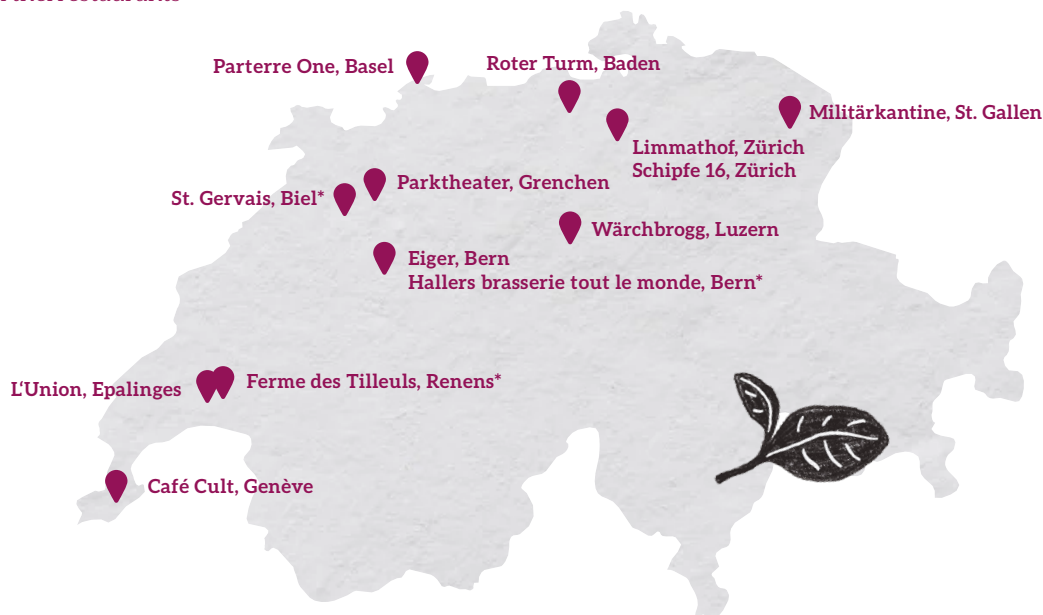 Parterre One, Basel
Roter Turm, Baden
Militärkantine, St. Gallen
Limmathof, Zürich
Schipfe 16, Zürich
Parktheater, Grenchen
St. Gervais, Biel*
Wärchbrogg, Luzern
Eiger, Bern
Hallers brasserie tout le monde, Bern*
L‘Union, Epalinges
Ferme des Tilleuls, Renens*
Café Cult, Genève